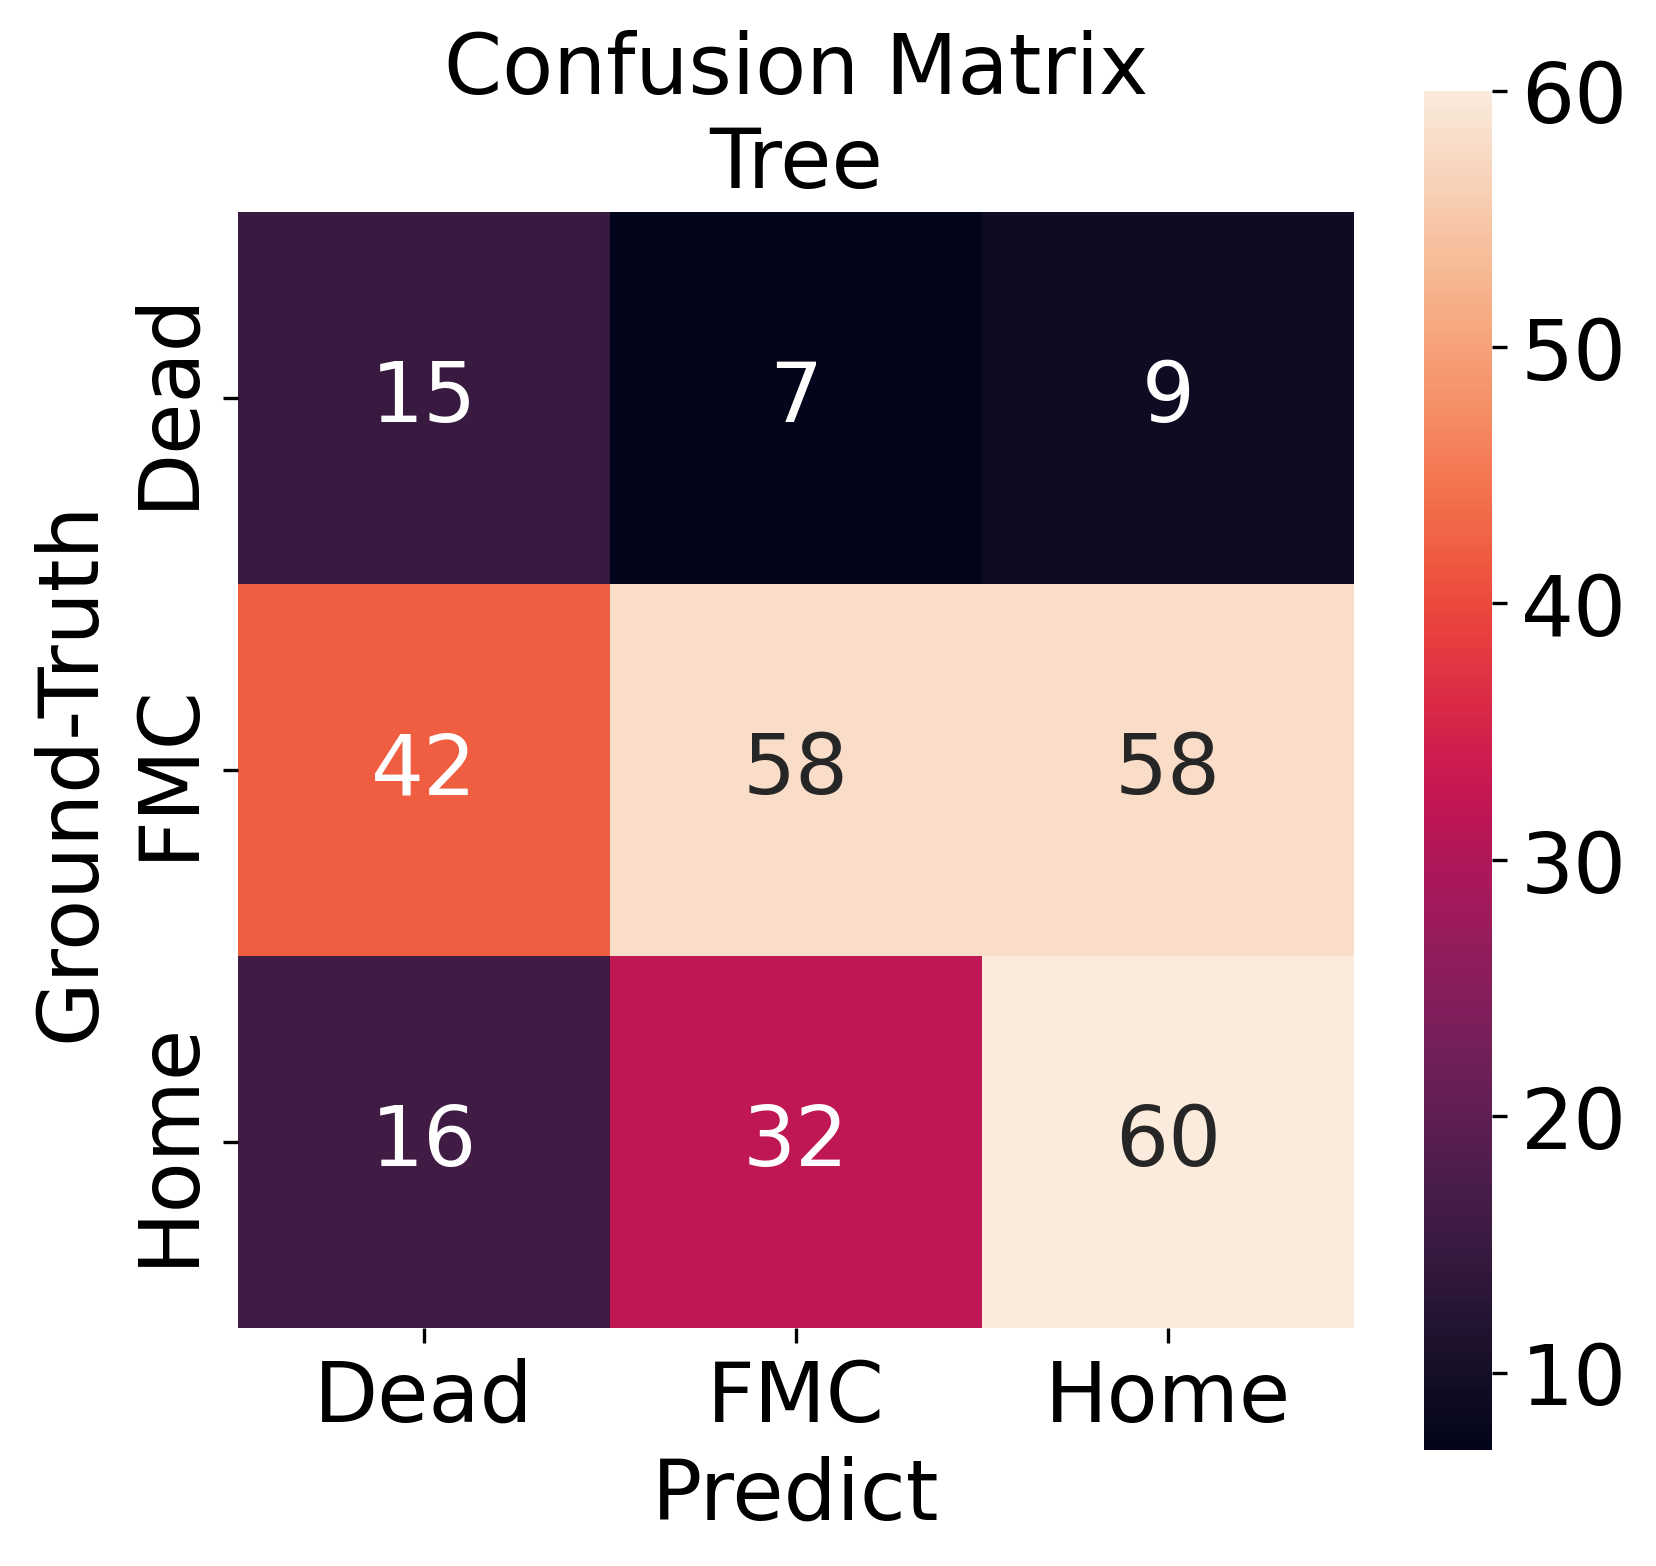 Confusion Matrix
Tree
Ground-Truth
Dead
15 7 9
FMC
42 58 58
Home
16 32 60
Dead FMC Home
Predict
60
50
40
30
20
10